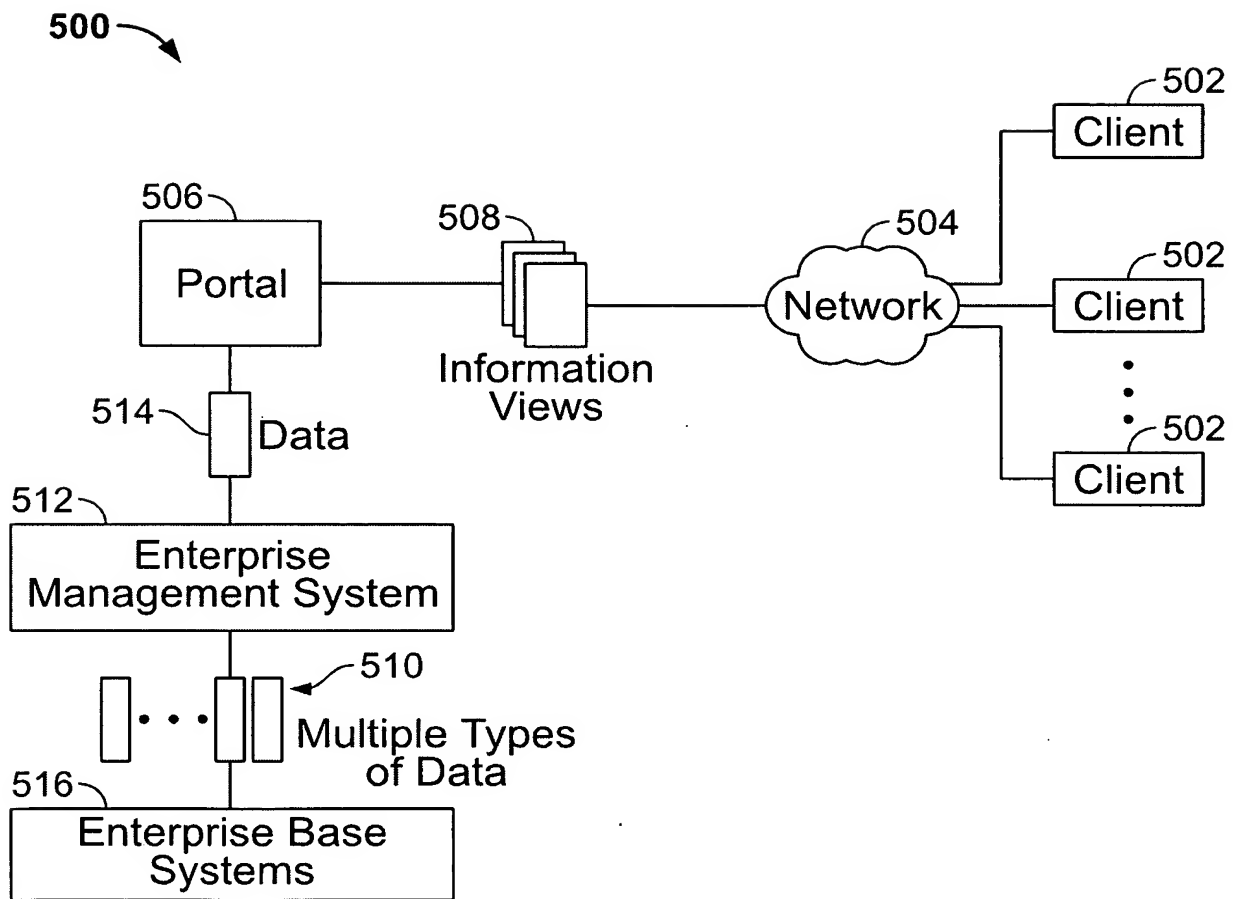 500
502
Client
506
508
504
502
Portal
Network
Client
Information
Views
514
Data
502
Client
512
Enterprise
Management System
510
Multiple Types
of Data
516
Enterprise Base
Systems